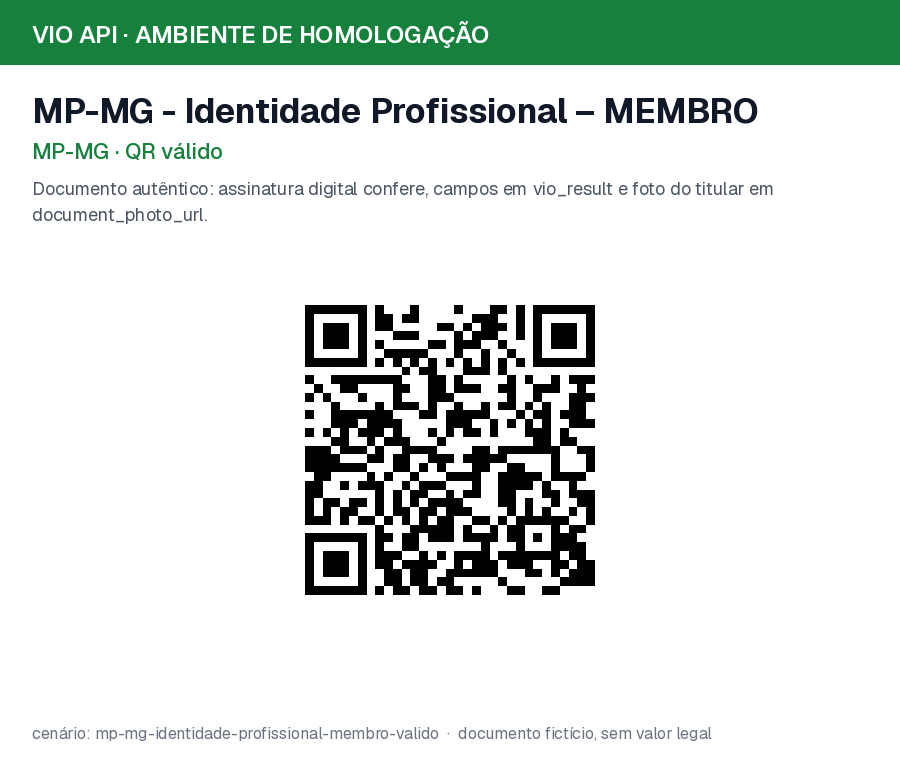 VIO API · AMBIENTE DE HOMOLOGAÇÃO
MP-MG - Identidade Profissional – MEMBRO
MP-MG · QR válido
Documento autêntico: assinatura digital confere, campos em vio_result e foto do titular em
document_photo_url.
cenário: mp-mg-identidade-profissional-membro-valido · documento fictício, sem valor legal